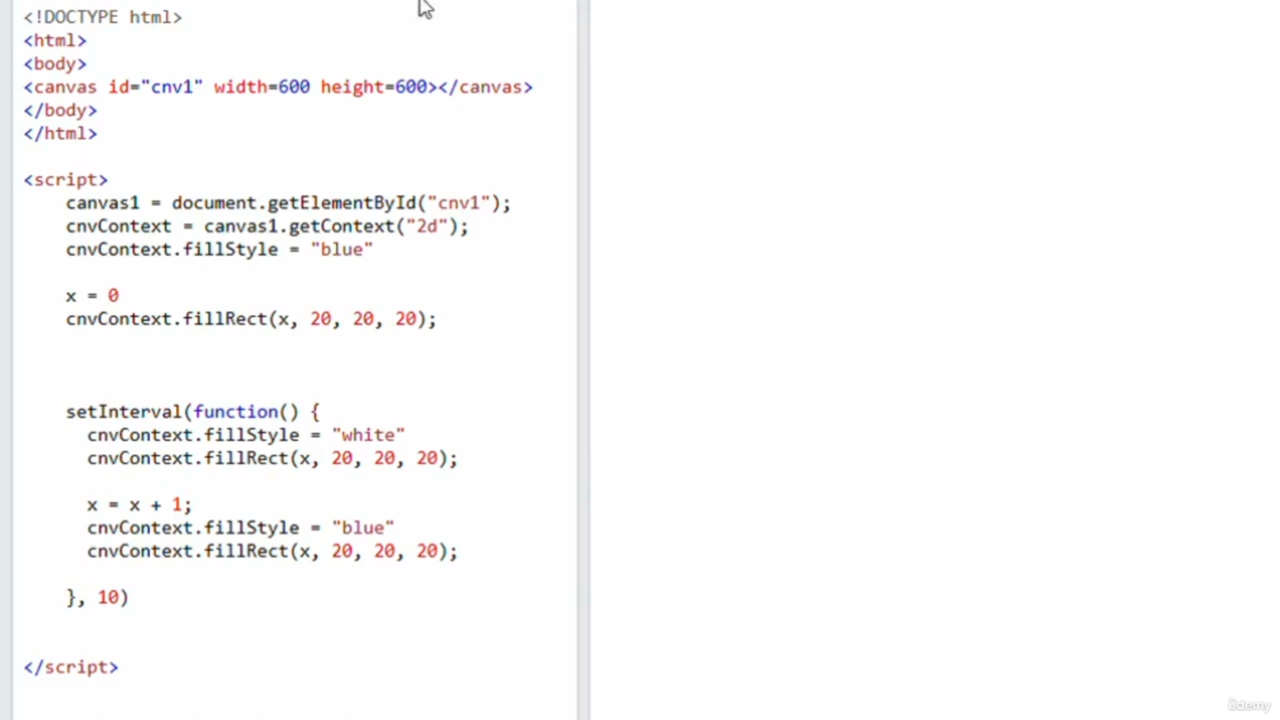 <!DOCTYPE html>
<html>
<body>
<canvas id="cnv1" width=600 height=600></canvas>
</body>
</html>
<script>
canvas1 = document.getElementById("cnv1");
cnvContext = canvas1.getContext("2d");
cnvContext.fillStyle = "blue"
x = 0
cnvContext.fillRect(x, 20, 20, 20);
setInterval(function() {
cnvContext.fillStyle = "white"
cnvContext.fillRect(x, 20, 20, 20);
x = x + 1;
cnvContext.fillStyle = "blue"
cnvContext.fillRect(x, 20, 20, 20);
}, 10)
</script>
ûdemy